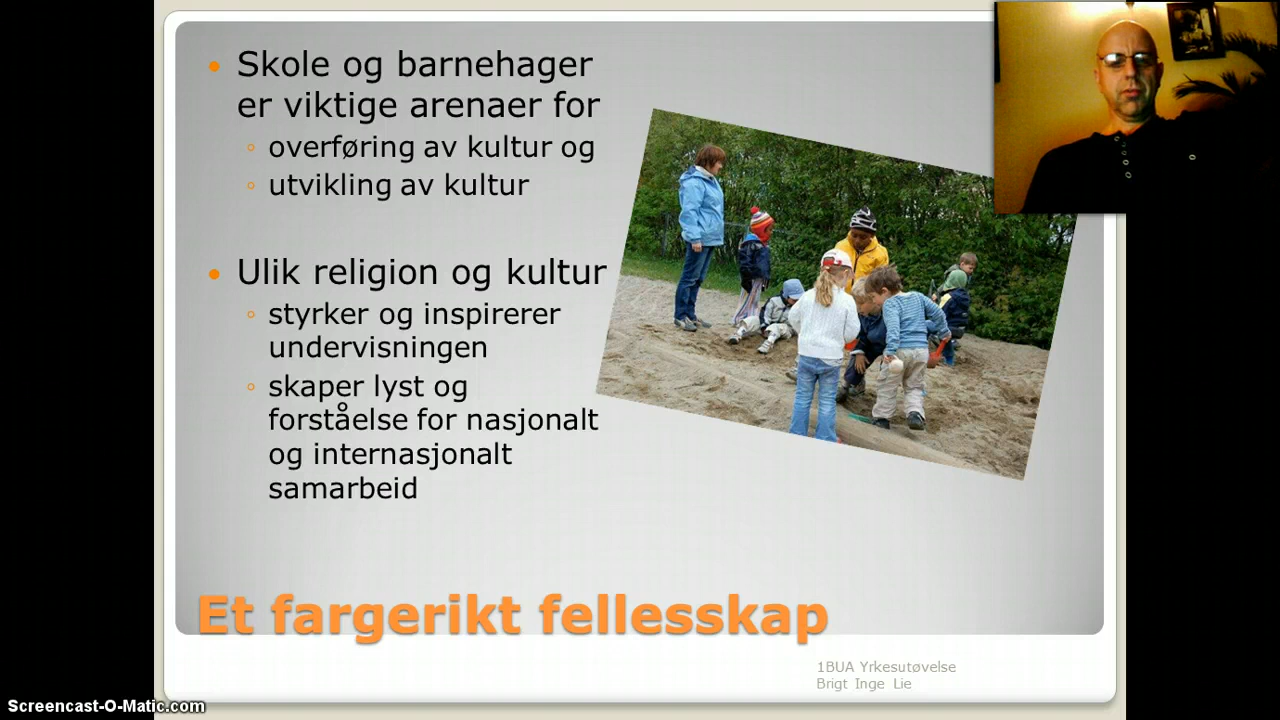 Skole og barnehager
er viktige arenaer for
overføring av kultur og
utvikling av kultur
Ulik religion og kultur
styrker og inspirerer
undervisningen
skaper lyst og
forståelse for nasjonalt
og internasjonalt
samarbeid
Et fargerikt fellesskap
1BUA Yrkesutøvelse
Brigt Inge Lie
Screencast-O-Matic.com